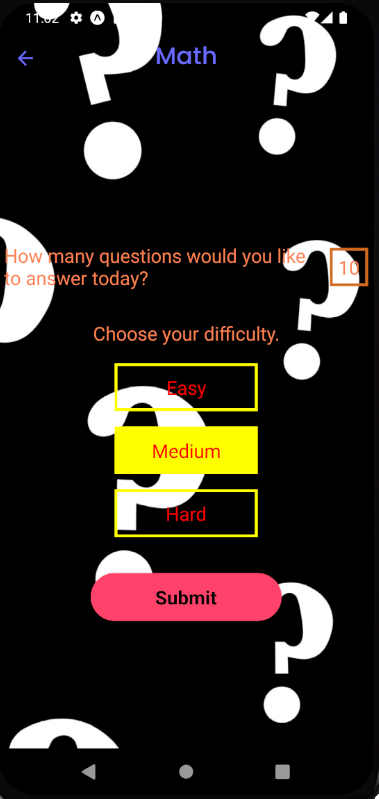 11:02
Math
How many questions would you like
to answer today?
10
Choose your difficulty.
Easy
Medium
Hard
Submit